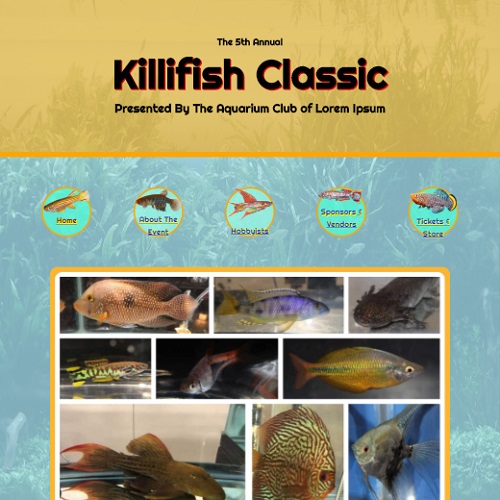 The 5th Annual
Killifish Classic
Presented By The Aquarium Club of Lorem Ipsum
Home
About The
Event
Hobbyists
Sponsors &
Vendors
Tickets &
Store